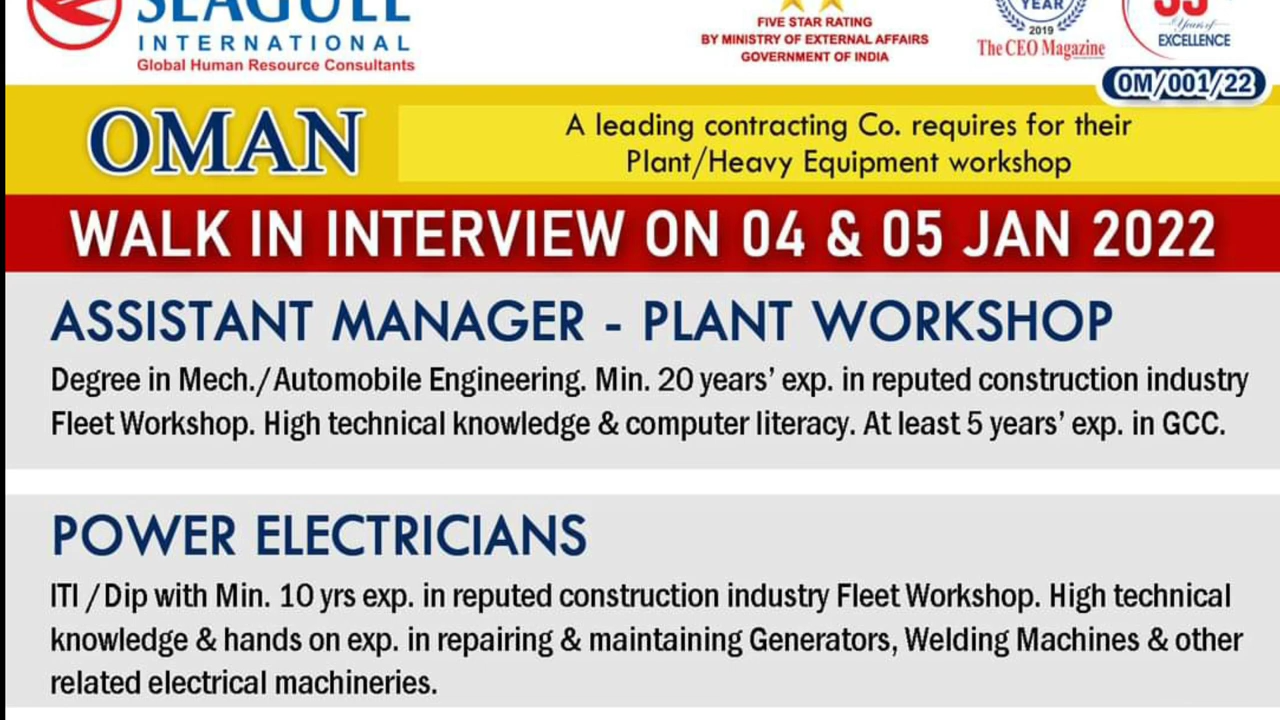 SEAGULL
INTERNATIONAL
Global Human Resource Consultants
FIVE STAR RATING
BY MINISTRY OF EXTERNAL AFFAIRS
GOVERNMENT OF INDIA
YEAR
2019
The CEO Magazine
Years of
EXCELLENCE
OM/001/22
OMAN
A leading contracting Co. requires for their
Plant/Heavy Equipment workshop
WALK IN INTERVIEW ON 04 & 05 JAN 2022
ASSISTANT MANAGER - PLANT WORKSHOP
Degree in Mech./Automobile Engineering. Min. 20 years’ exp. in reputed construction industry
Fleet Workshop. High technical knowledge & computer literacy. At least 5 years’ exp. in GCC.
POWER ELECTRICIANS
ITI /Dip with Min. 10 yrs exp. in reputed construction industry Fleet Workshop. High technical
knowledge & hands on exp. in repairing & maintaining Generators, Welding Machines & other
related electrical machineries.